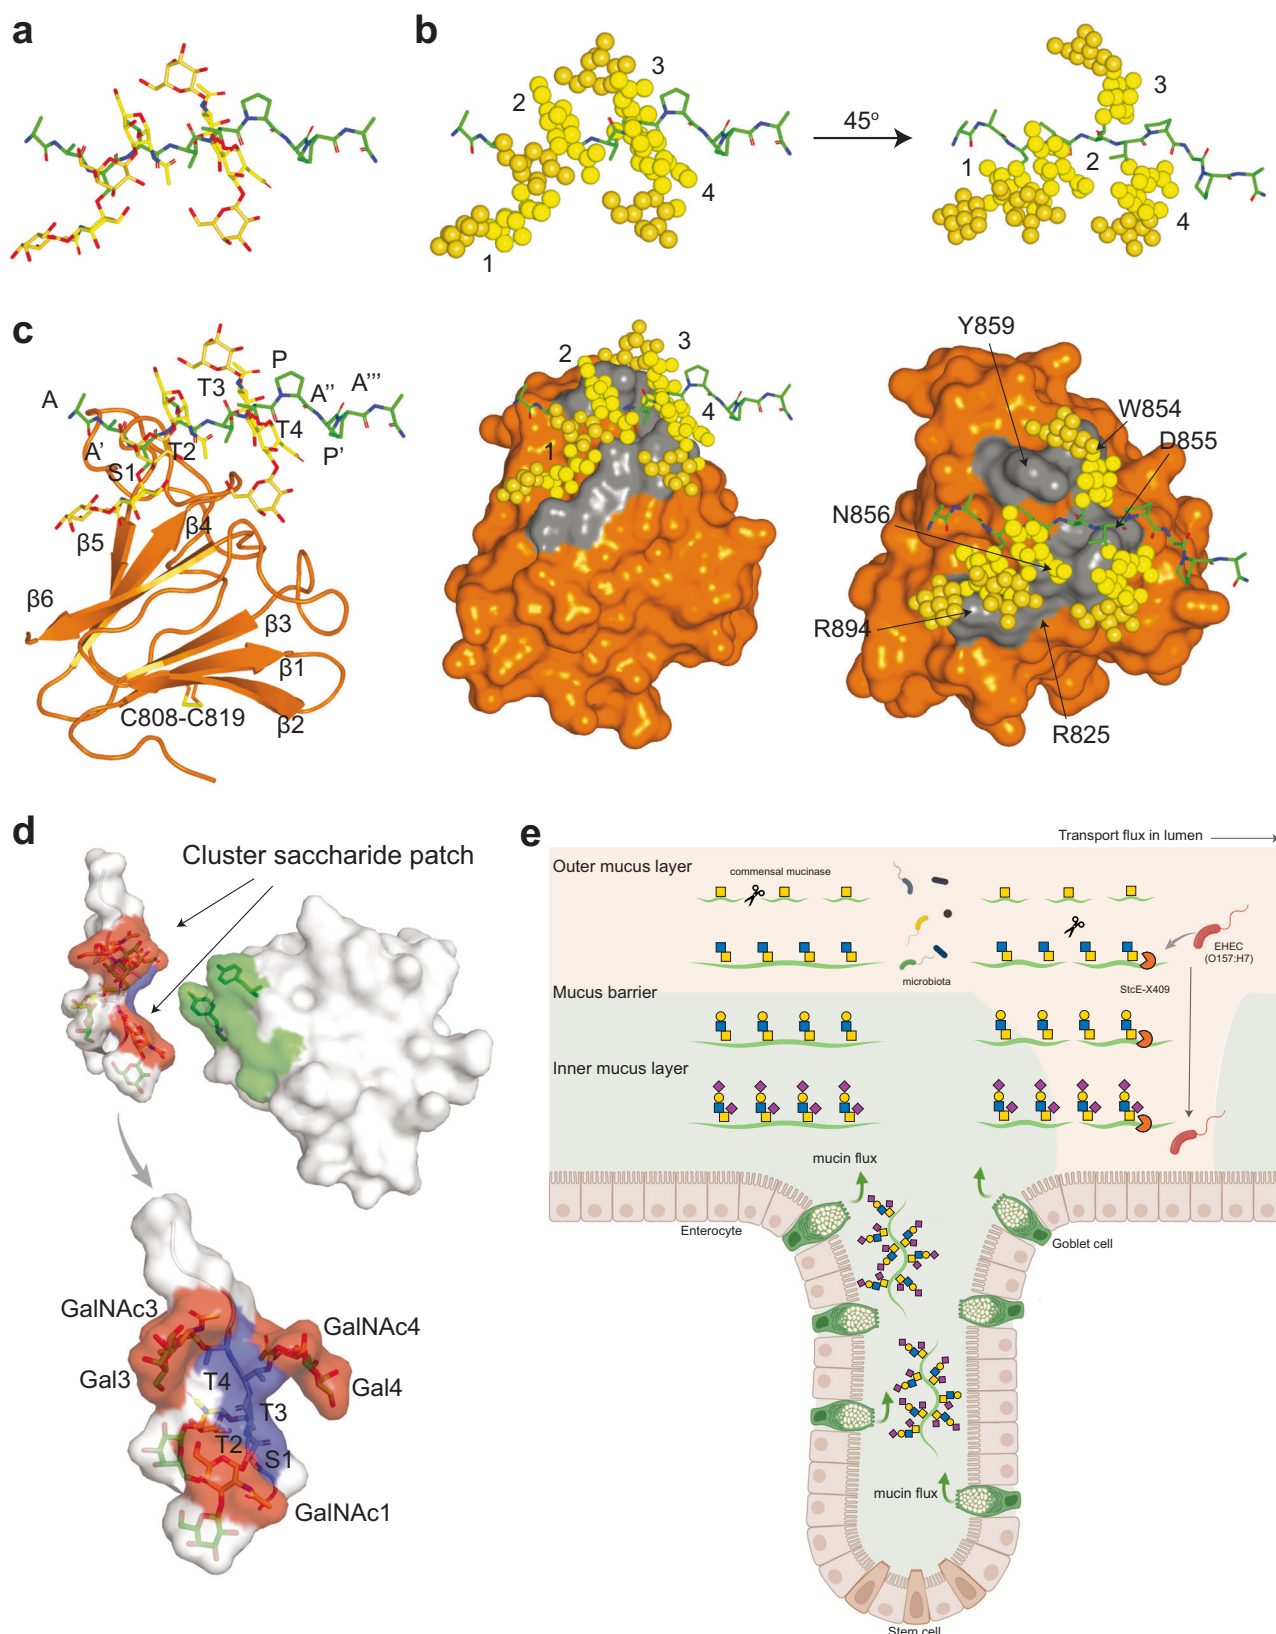 a
b
2
3
1
4
45o
3
1
2
4
c
A
A'
S1
T2
T3
P
A''
A'''
T4
P'
β4
β5
β6
β3
β1
β2
C808-C819
2
3
1
4
Y859
W854
D855
N856
R894
R825
d
Cluster saccharide patch
GalNAc3
GalNAc4
Gal3
Gal4
T4
T3
T2
S1
GalNAc1
e
Transport flux in lumen
Outer mucus layer
commensal mucinase
EHEC
(O157:H7)
microbiota
StcE-X409
Mucus barrier
Inner mucus layer
mucin flux
Enterocyte
Goblet cell
mucin flux
Stem cell